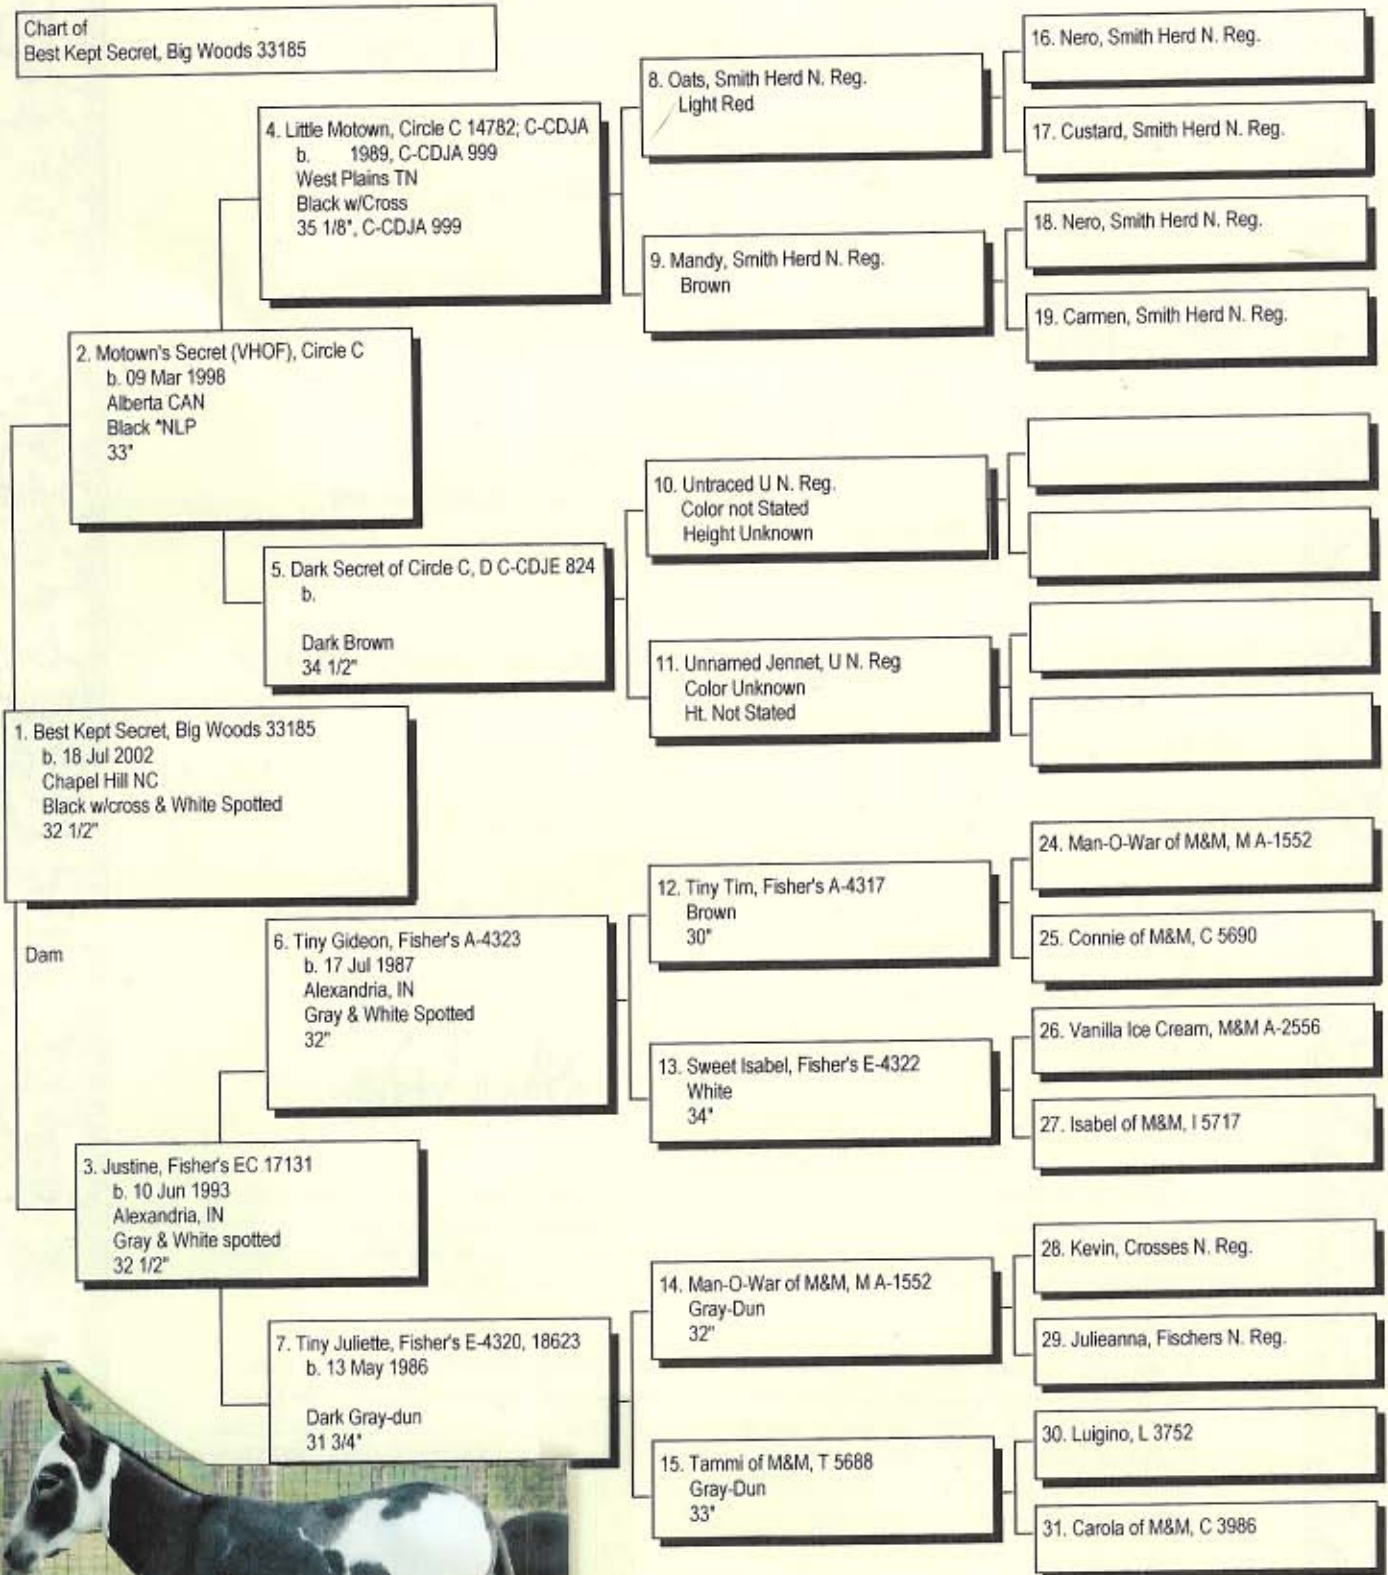 Chart of
Best Kept Secret, Big Woods 33185
1. Best Kept Secret, Big Woods 33185
b. 18 Jul 2002
Chapel Hill NC
Black w/cross & White Spotted
32 1/2"
Dam
2. Motown's Secret (VHOF), Circle C
b. 09 Mar 1998
Alberta CAN
Black *NLP
33"
3. Justine, Fisher's EC 17131
b. 10 Jun 1993
Alexandria, IN
Gray & White spotted
32 1/2"
4. Little Motown, Circle C 14782; C-CDJA
b. 1989, C-CDJA 999
West Plains TN
Black w/Cross
35 1/8", C-CDJA 999
5. Dark Secret of Circle C, D C-CDJE 824
b.
Dark Brown
34 1/2"
6. Tiny Gideon, Fisher's A-4323
b. 17 Jul 1987
Alexandria, IN
Gray & White Spotted
32"
7. Tiny Juliette, Fisher's E-4320, 18623
b. 13 May 1986
Dark Gray-dun
31 3/4"
8. Oats, Smith Herd N. Reg.
Light Red
9. Mandy, Smith Herd N. Reg.
Brown
10. Untraced U N. Reg.
Color not Stated
Height Unknown
11. Unnamed Jennet, U N. Reg
Color Unknown
Ht. Not Stated
12. Tiny Tim, Fisher's A-4317
Brown
30"
13. Sweet Isabel, Fisher's E-4322
White
34"
14. Man-O-War of M&M, M A-1552
Gray-Dun
32"
15. Tammi of M&M, T 5688
Gray-Dun
33"
16. Nero, Smith Herd N. Reg.
17. Custard, Smith Herd N. Reg.
18. Nero, Smith Herd N. Reg.
19. Carmen, Smith Herd N. Reg.
24. Man-O-War of M&M, M A-1552
25. Connie of M&M, C 5690
26. Vanilla Ice Cream, M&M A-2556
27. Isabel of M&M, I 5717
28. Kevin, Crosses N. Reg.
29. Julieanna, Fischers N. Reg.
30. Luigino, L 3752
31. Carola of M&M, C 3986